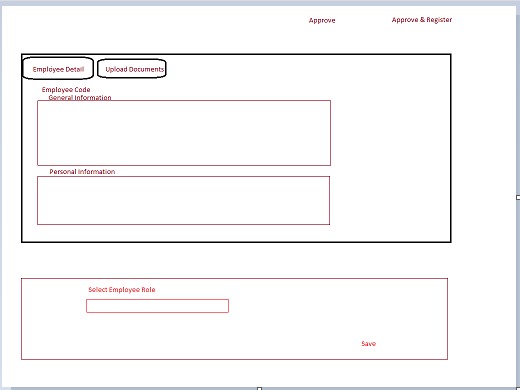 Approve Approve & Register
Employee Detail Upload Documents
Employee Code
General Information
Personal Information
Select Employee Role
Save